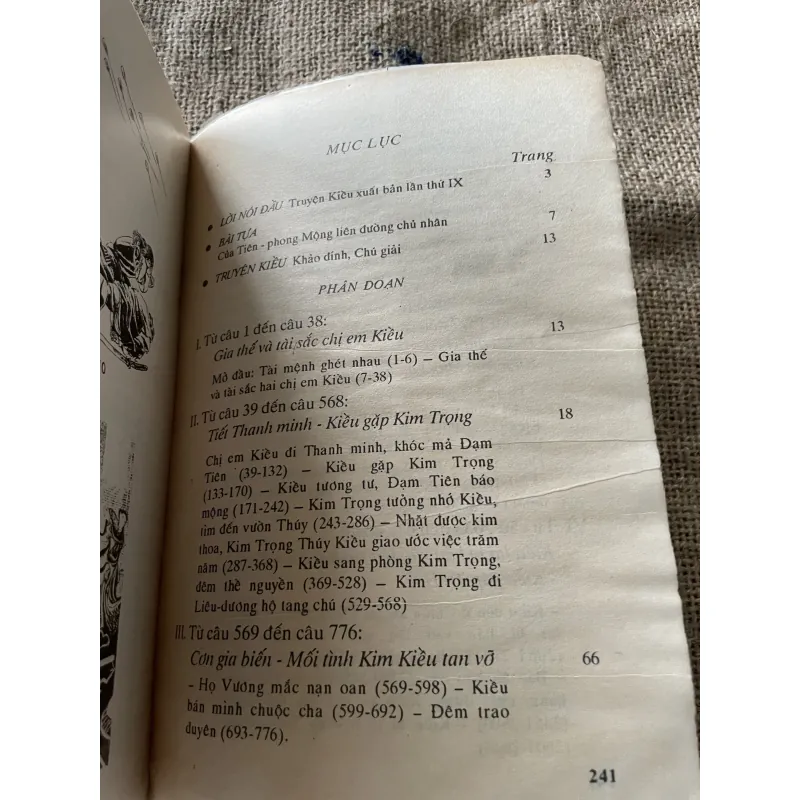 MỤC LỤC
Trang
• LỜI NÓI ĐẦU Truyện Kiều xuất bản lần thứ IX 3
• BÀI TỰA
Của Tiên - phong Mộng liên đường chủ nhân 7
• TRUYỆN KIỀU Khảo đính, Chú giải 13
PHÂN ĐOẠN
I. Từ câu 1 đến câu 38:
Gia thế và tài sắc chị em Kiều 13
Mở đầu: Tài mệnh ghét nhau (1-6) – Gia thế
và tài sắc hai chị em Kiều (7-38)
II. Từ câu 39 đến câu 568:
Tiết Thanh minh - Kiều gặp Kim Trọng 18
Chị em Kiều đi Thanh minh, khóc mả Đạm
Tiên (39-132) – Kiều gặp Kim Trọng
(133-170) – Kiều tương tư, Đạm Tiên báo
mộng (171-242) – Kim Trọng tưởng nhớ Kiều,
tìm đến vườn Thúy (243-286) – Nhặt được kim
thoa, Kim Trọng Thúy Kiều giao ước việc trăm
năm (287-368) – Kiều sang phòng Kim Trọng,
đêm thề nguyền (369-528) – Kim Trọng đi
Liêu-dương hộ tang chú (529-568)
III. Từ câu 569 đến câu 776:
Cơn gia biến - Mối tình Kim Kiều tan vỡ 66
- Họ Vương mắc nạn oan (569-598) – Kiều
bán mình chuộc cha (599-692) – Đêm trao
duyên (693-776).
241